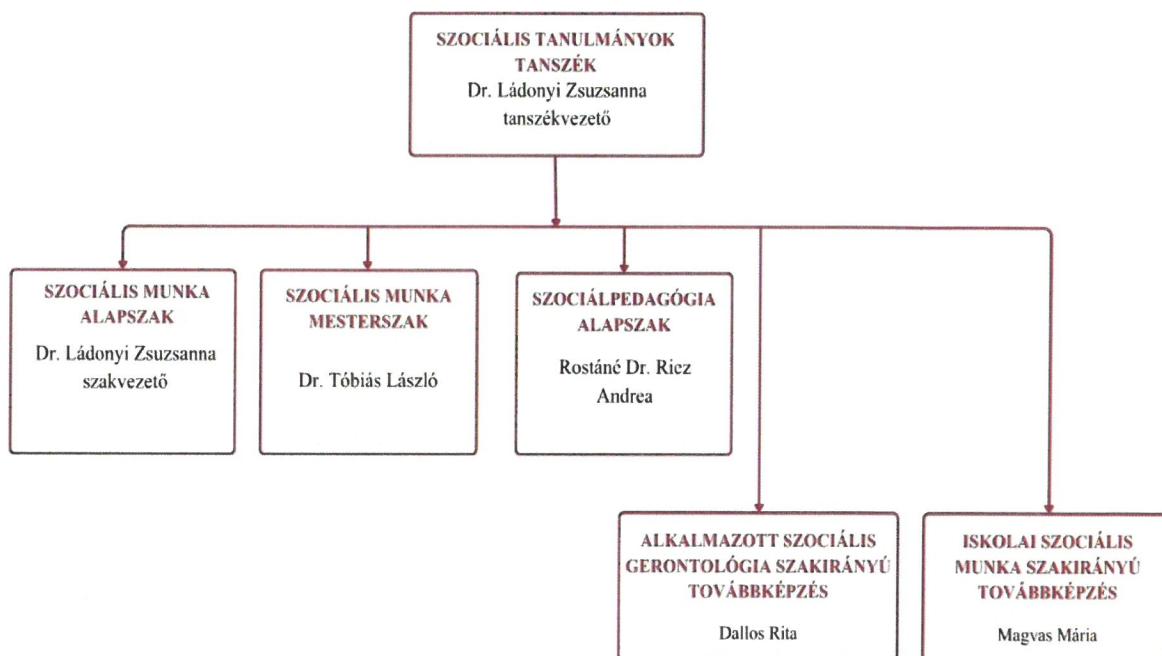 SZOCIÁLIS TANULMÁNYOK
TANSZÉK
Dr. Ládonyi Zsuzsanna
tanszékvezető
SZOCIÁLIS MUNKA
ALAPSZAK
Dr. Ládonyi Zsuzsanna
szakvezető
SZOCIÁLIS MUNKA
MESTERSZAK
Dr. Tóbiás László
SZOCIÁLPEDAGÓGIA
ALAPSZAK
Rostáné Dr. Riez
Andrea
ALKALMAZOTT SZOCIÁLIS
GERONTOLÓGIA SZAKIRÁNYÚ
TOVÁBBKÉPZÉS
Dallos Rita
ISKOLAI SZOCIÁLIS
MUNKA SZAKIRÁNYÚ
TOVÁBBKÉPZÉS
Magvas Mária